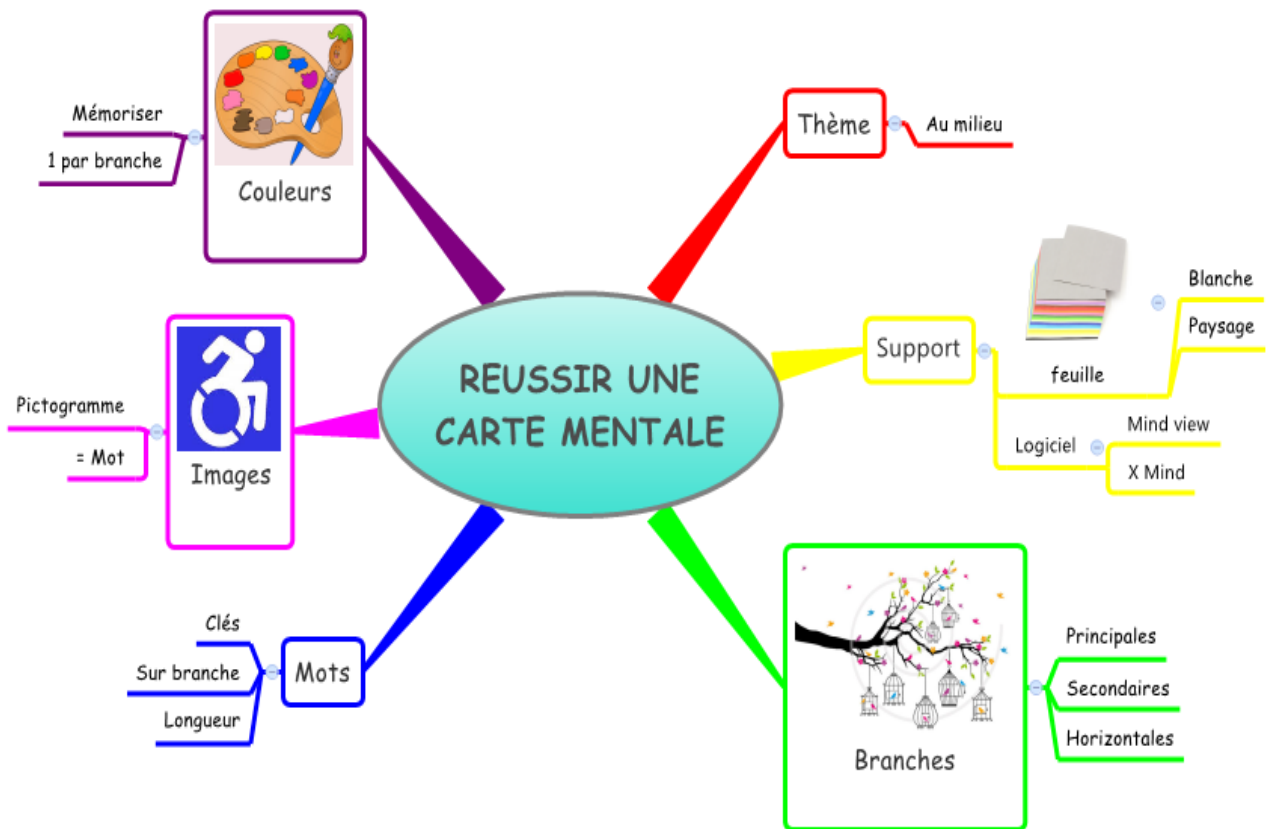 REUSSIR UNE
CARTE MENTALE
Thème
Au milieu
Support
feuille
Blanche
Paysage
Logiciel
Mind view
X Mind
Branches
Principales
Secondaires
Horizontales
Mots
Clés
Sur branche
Longueur
Images
Pictogramme
= Mot
Couleurs
Mémoriser
1 par branche